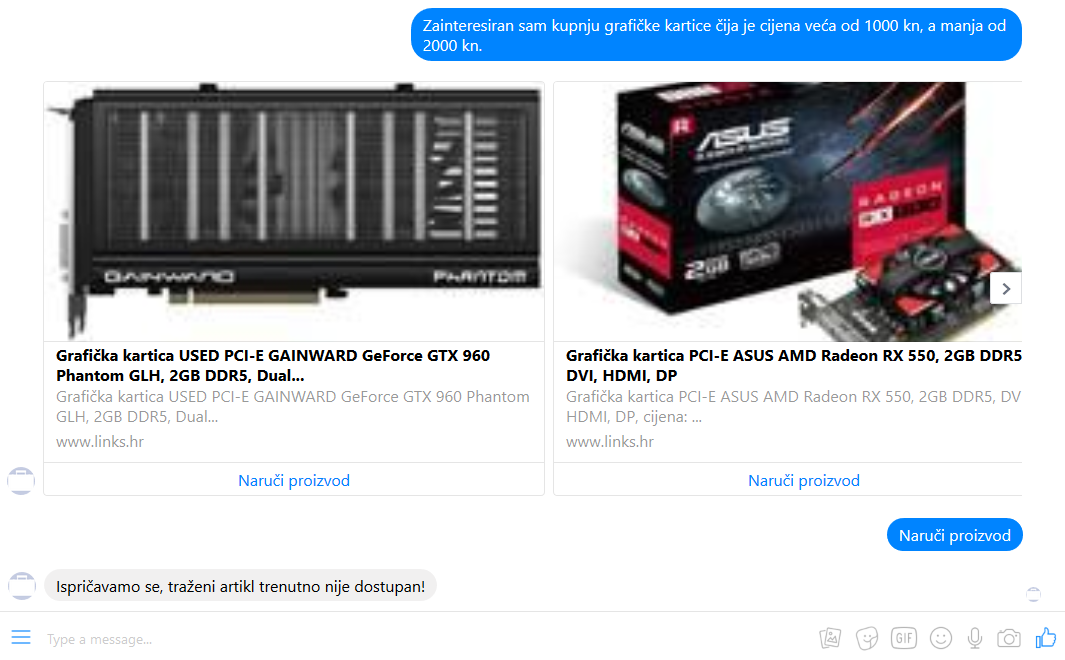 Zainteresiran sam kupnju grafičke kartice čija je cijena veća od 1000 kn, a manja od
2000 kn.
GAINWARD
PHANTOM
ASUS
ASUS
RADEON
2GB
Grafička kartica USED PCI-E GAINWARD GeForce GTX 960
Phantom GLH, 2GB DDR5, Dual...
Grafička kartica USED PCI-E GAINWARD GeForce GTX 960 Phantom
GLH, 2GB DDR5, Dual...
www.links.hr
Naruči proizvod
Grafička kartica PCI-E ASUS AMD Radeon RX 550, 2GB DDR5
DVI, HDMI, DP
Grafička kartica PCI-E ASUS AMD Radeon RX 550, 2GB DDR5, DV
HDMI, DP, cijena: ...
www.links.hr
Naruči proizvod
Naruči proizvod
Ispričavamo se, traženi artikl trenutno nije dostupan!
Type a message...
GIF